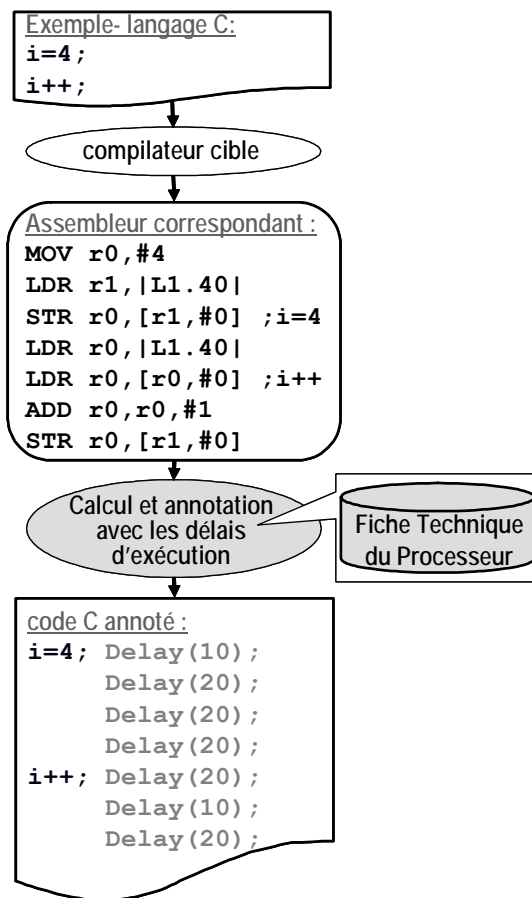 Exemple- langage C:
i=4;
i++;
compilateur cible
Assembleur correspondant :
MOV r0,#4
LDR r1,|L1.40|
STR r0,[r1,#0] ;i=4
LDR r0,|L1.40|
LDR r0,[r0,#0] ;i++
ADD r0,r0,#1
STR r0,[r1,#0]
Calcul et annotation
avec les délais
d'exécution
Fiche Technique
du Processeur
code C annoté :
i=4; Delay(10);
Delay(20);
Delay(20);
Delay(20);
i++; Delay(20);
Delay(10);
Delay(20);